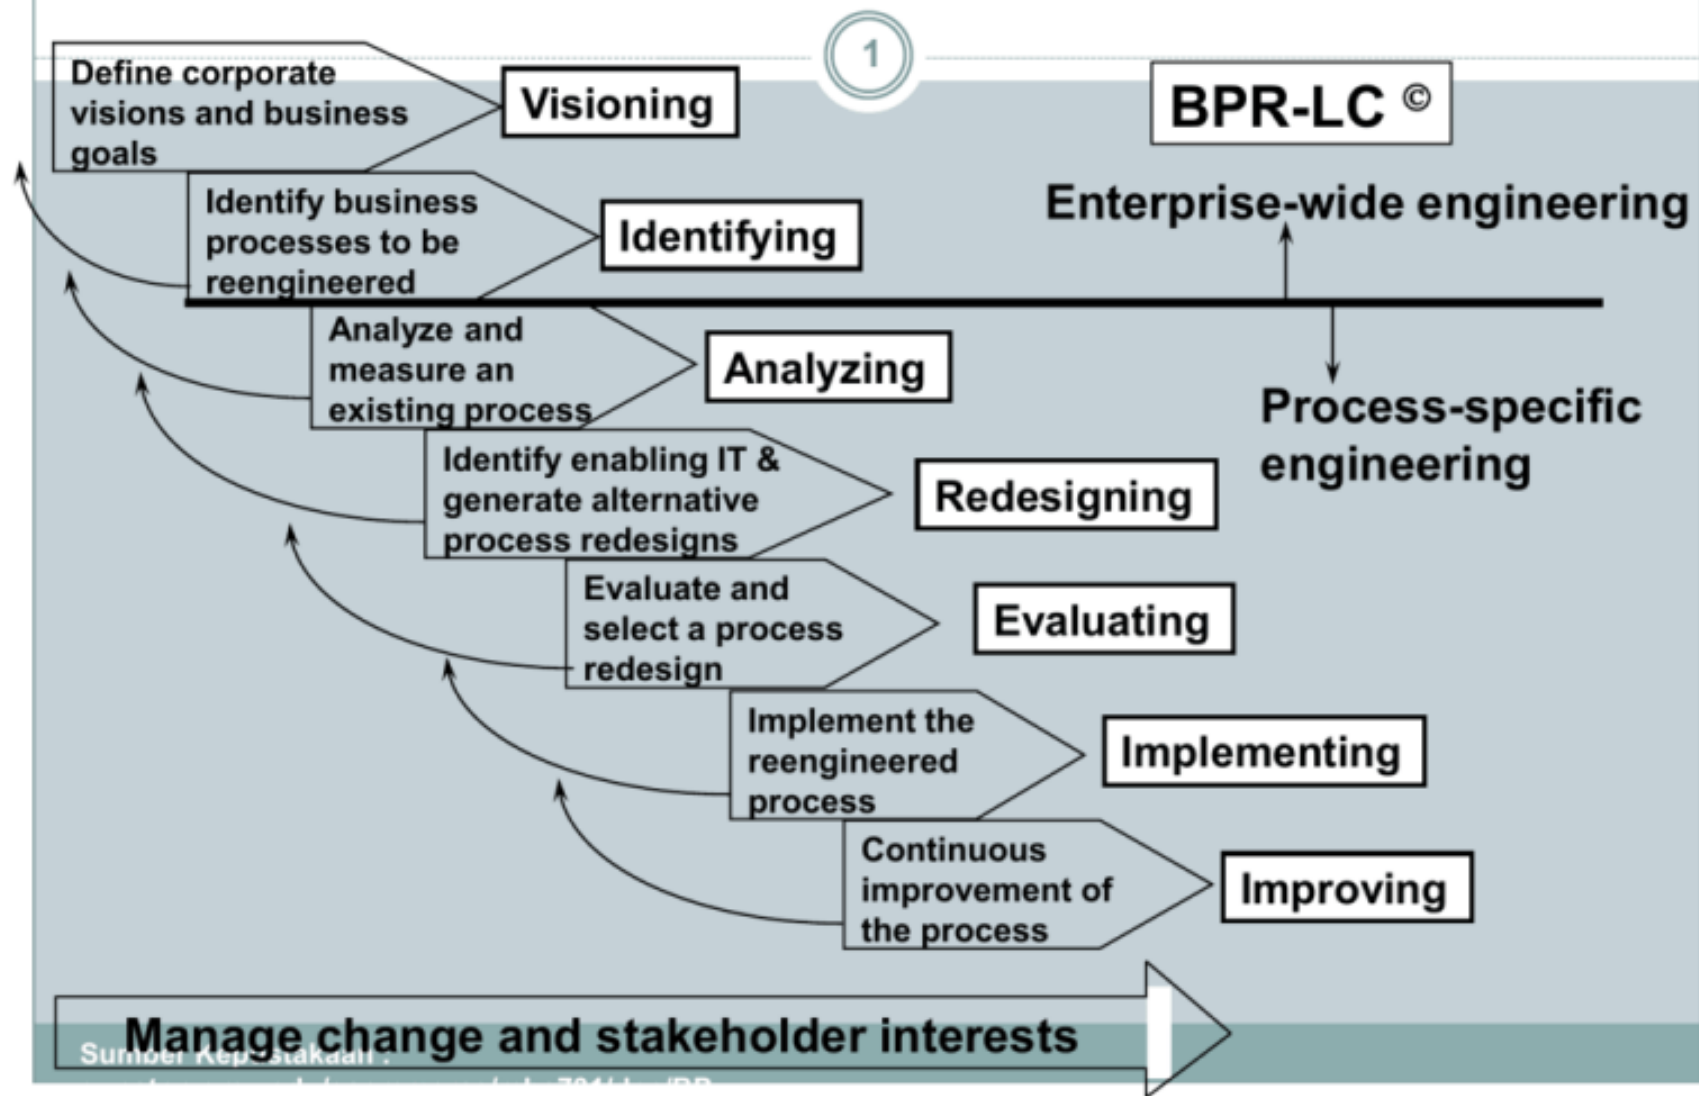 1
Define corporate
visions and business
goals
Visioning
BPR-LC ©
Identify business
processes to be
reengineered
Identifying
Enterprise-wide engineering
Analyze and
measure an
existing process
Analyzing
Process-specific
engineering
Identify enabling IT &
generate alternative
process redesigns
Redesigning
Evaluate and
select a process
redesign
Evaluating
Implement the
reengineered
process
Implementing
Continuous
improvement of
the process
Improving
Manage change and stakeholder interests
Sumber Kepustakaan :